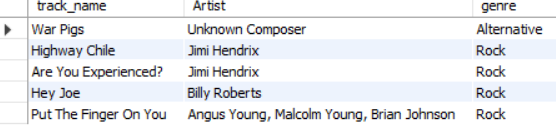 track_name Artist genre
War Pigs Unknown Composer Alternative
Highway Chile Jimi Hendrix Rock
Are You Experienced? Jimi Hendrix Rock
Hey Joe Billy Roberts Rock
Put The Finger On You Angus Young, Malcolm Young, Brian Johnson Rock